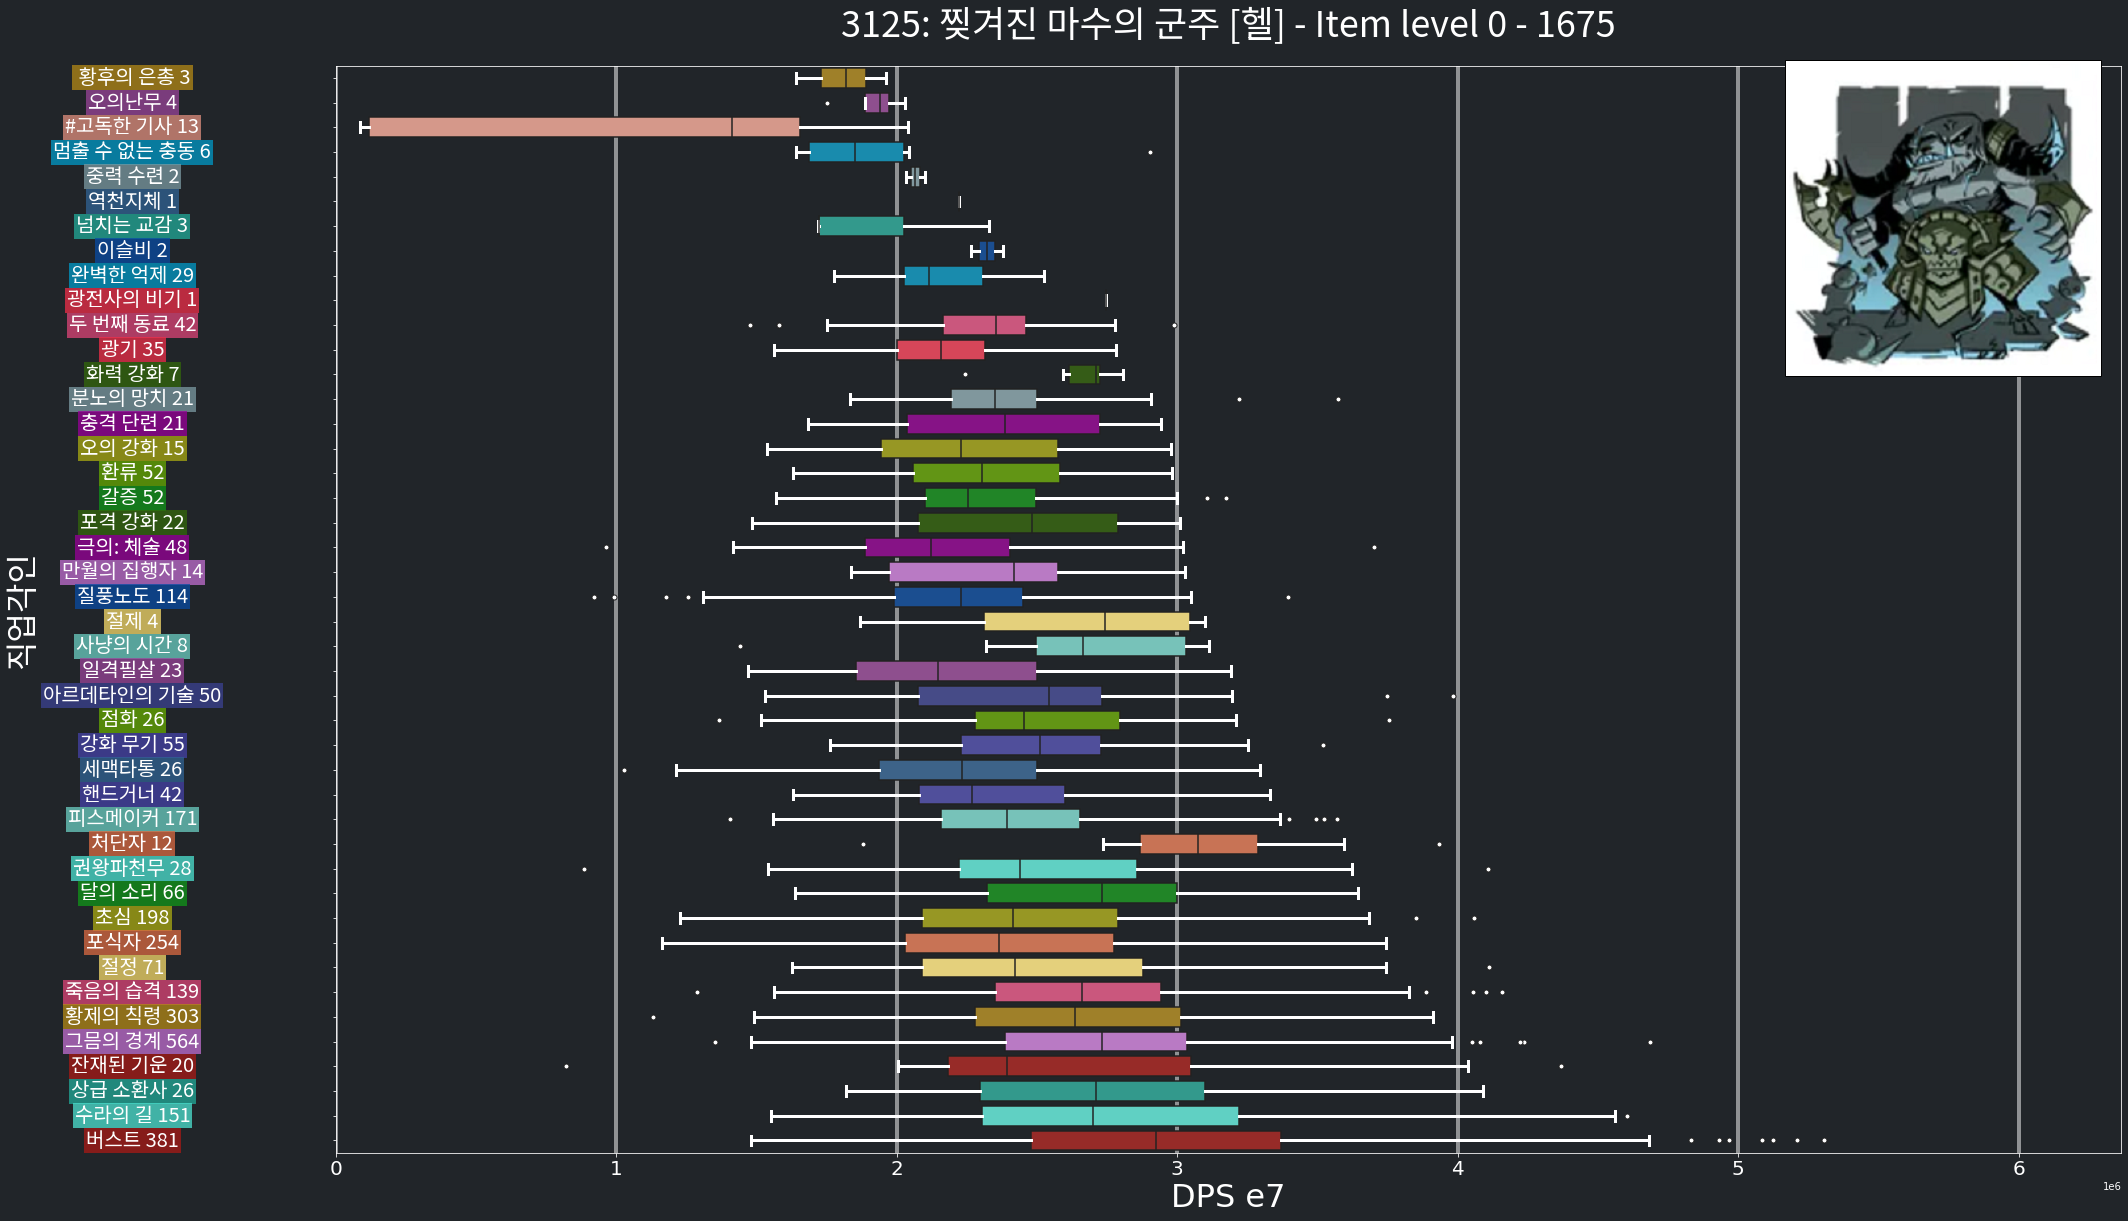 3125: 찢겨진 마수의 군주 [헬] - Item level 0 - 1675
황후의 은총 3
오의난무 4
#고독한 기사 13
멈출 수 없는 충동 6
중력 수련 2
역천지체 1
넘치는 교감 3
이슬비 2
완벽한 억제 29
광전사의 비기 1
두 번째 동료 42
광기 35
화력 강화 7
분노의 망치 21
충격 단련 21
오의 강화 15
환류 52
갈증 52
포격 강화 22
극의: 체술 48
만월의 집행자 14
질풍노도 114
절제 4
사냥의 시간 8
일격필살 23
아르데타인의 기술 50
점화 26
강화 무기 55
세맥타통 26
핸드거너 42
피스메이커 171
처단자 12
권왕파천무 28
달의 소리 66
초심 198
포식자 254
절정 71
죽음의 습격 139
황제의 칙령 303
그믐의 경계 564
잔재된 기운 20
상급 소환사 26
수라의 길 151
버스트 381
직업각인
0 1 2 3 4 5 6
DPS e7
1e6